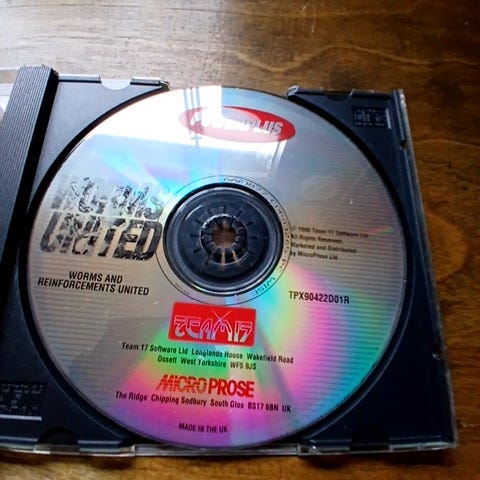 POWERPLUS
WORMS
UNITED
© 1996 Team 17 Software Ltd
All Rights Reserved
Marketed and Distributed
by MicroProse Ltd.
WORMS AND
REINFORCEMENTS UNITED
TPX90422D01R
TEAM17
Team 17 Software Ltd Longlands House Wakefield Road
Ossett West Yorkshire WF5 9JS
MICROPROSE
The Ridge Chipping Sodbury South Glos BS17 6BN UK
MADE IN THE UK